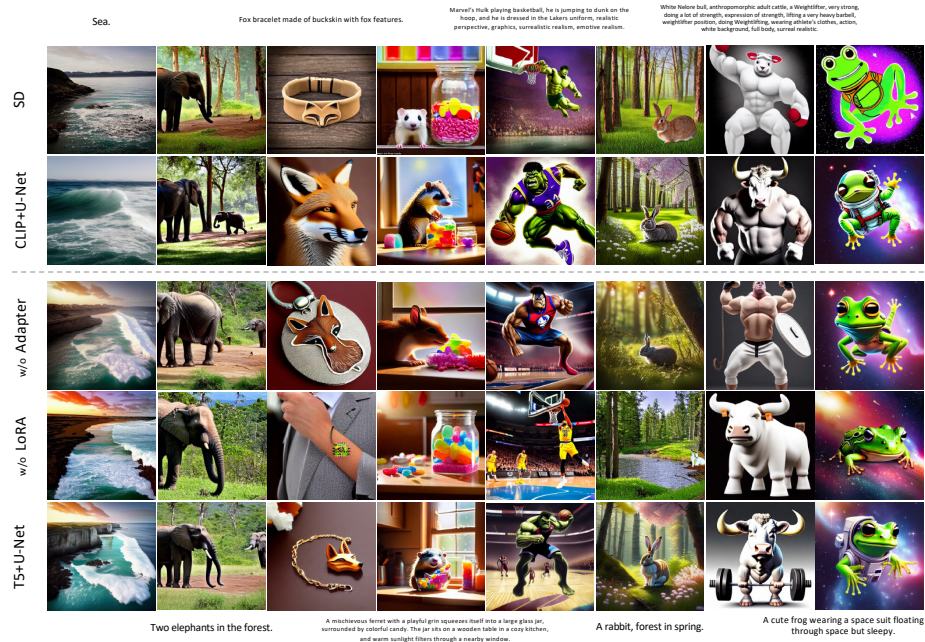 Sea.
Fox bracelet made of buckskin with fox features.
Marvel's Hulk playing basketball, he is jumping to dunk on the
hoop, and he is dressed in the Lakers uniform, realistic
perspective, graphics, surrealistic realism, emotive realism.
White Nelore bull, anthropomorphic adult cattle, a Weightlifter, very strong,
doing a lot of strength, expression of strength, lifting a very heavy barbell,
weightlifter position, doing Weightlifting, wearing athlete's clothes, action,
white background, full body, surreal realistic.
SD
CLIP+U-Net
w/o Adapter
w/o LoRA
T5+U-Net
Two elephants in the forest.
A mischievous ferret with a playful grin squeezes itself into a large glass jar,
surrounded by colorful candy. The jar sits on a wooden table in a cozy kitchen,
and warm sunlight filters through a nearby window.
A rabbit, forest in spring.
A cute frog wearing a space suit floating
through space but sleepy.